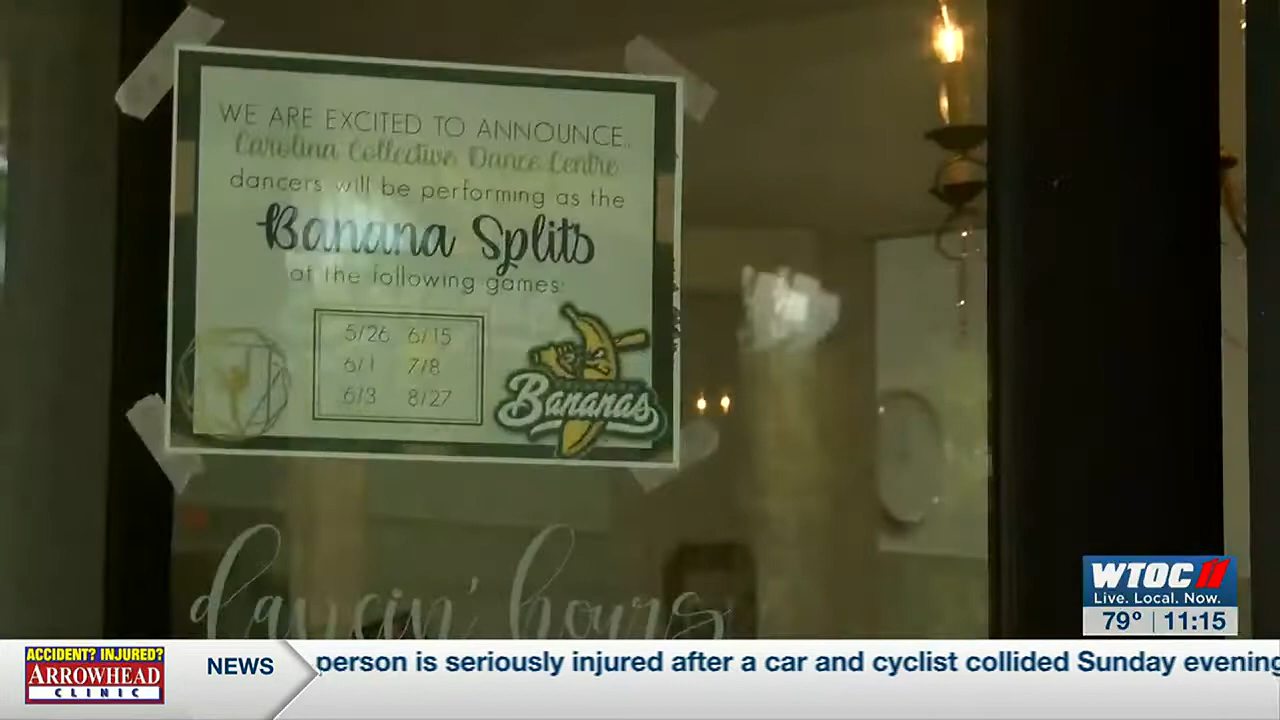 WE ARE EXCITED TO ANNOUNCE..
Carolina Collective Dance Centre
dancers will be performing as the
Banana Splits
at the following games:
5/26 6/15
6/1 7/8
6/3 8/27
Bananas
dancin' hours
WTOC 11
Live. Local. Now.
79° | 11:15
ACCIDENT? INJURED?
ARROWHEAD
CLINIC
NEWS
person is seriously injured after a car and cyclist collided Sunday evening